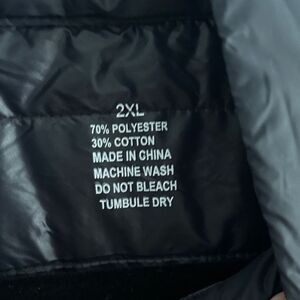 2XL
70% POLYESTER
30% COTTON
MADE IN CHINA
MACHINE WASH
DO NOT BLEACH
TUMBULE DRY